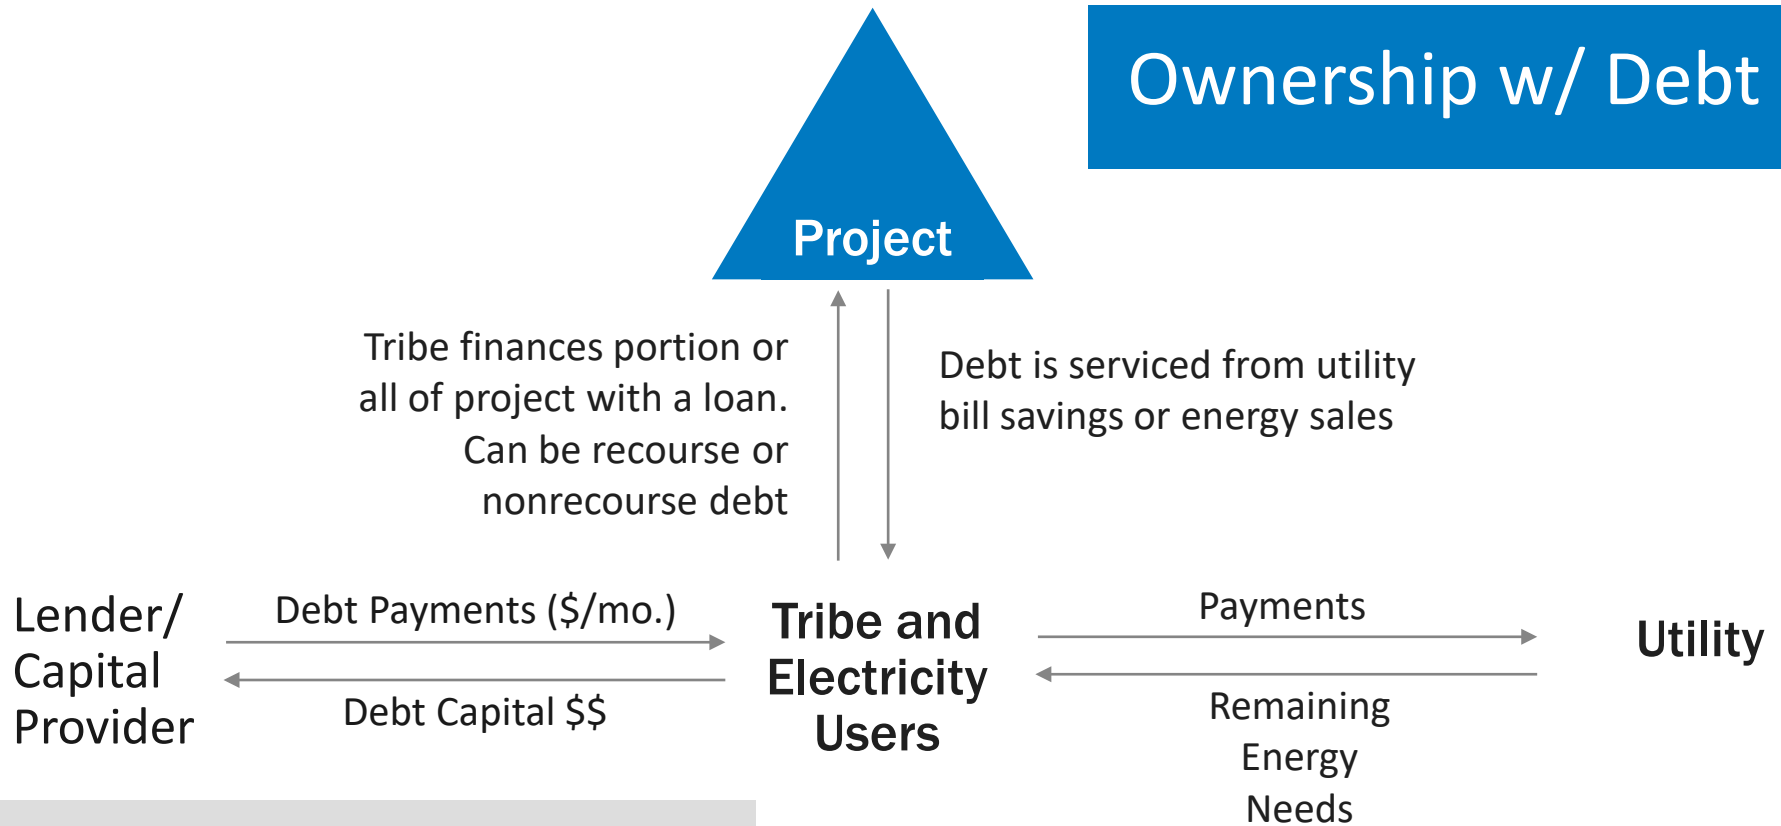 Ownership w/ Debt
Project
Tribe finances portion or
all of project with a loan.
Can be recourse or
nonrecourse debt
Debt is serviced from utility
bill savings or energy sales
Lender/
Capital
Provider
Debt Payments ($/mo.)
Debt Capital $$
Tribe and
Electricity
Users
Payments
Remaining
Energy
Needs
Utility